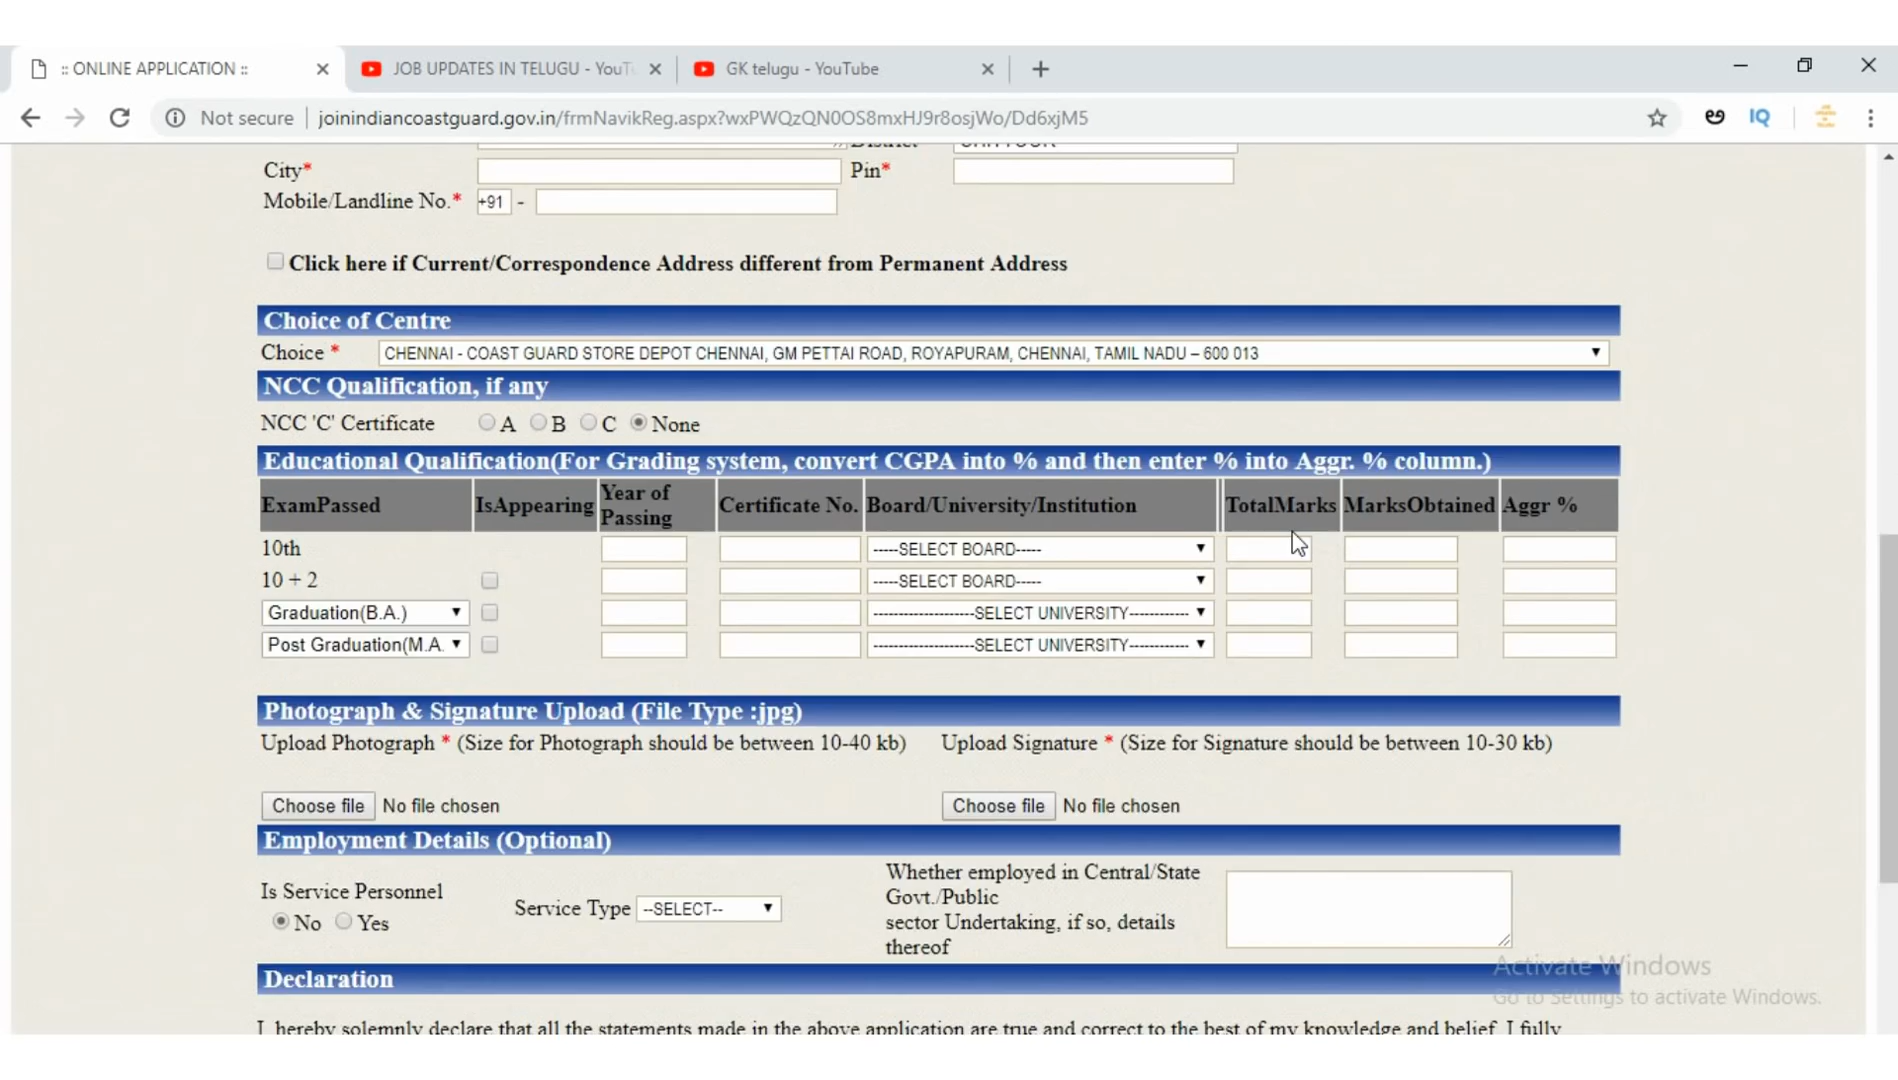 :: ONLINE APPLICATION ::
JOB UPDATES IN TELUGU - YouTu
GK telugu - YouTube
Not secure
joinindiancoastguard.gov.in/frmNavikReg.aspx?wxPWQzQN0OS8mxHJ9r8osjWo/Dd6xjM5
IQ
District
CHITTOOR
City*
Pin*
Mobile/Landline No.* +91 -
Click here if Current/Correspondence Address different from Permanent Address
Choice of Centre
Choice * CHENNAI - COAST GUARD STORE DEPOT CHENNAI, GM PETTAI ROAD, ROYAPURAM, CHENNAI, TAMIL NADU – 600 013
NCC Qualification, if any
NCC 'C' Certificate A B C None
Educational Qualification(For Grading system, convert CGPA into % and then enter % into Aggr. % column.)
ExamPassed IsAppearing Year of Passing Certificate No. Board/University/Institution TotalMarks MarksObtained Aggr %
10th -----SELECT BOARD-----
10 + 2 -----SELECT BOARD-----
Graduation(B.A.) --------------------SELECT UNIVERSITY------------
Post Graduation(M.A. --------------------SELECT UNIVERSITY------------
Photograph & Signature Upload (File Type :jpg)
Upload Photograph * (Size for Photograph should be between 10-40 kb)
Upload Signature * (Size for Signature should be between 10-30 kb)
Choose file No file chosen
Choose file No file chosen
Employment Details (Optional)
Is Service Personnel
No Yes
Service Type --SELECT--
Whether employed in Central/State
Govt./Public
sector Undertaking, if so, details
thereof
Activate Windows
Go to Settings to activate Windows.
Declaration
I hereby solemnly declare that all the statements made in the above application are true and correct to the best of my knowledge and belief. I fully